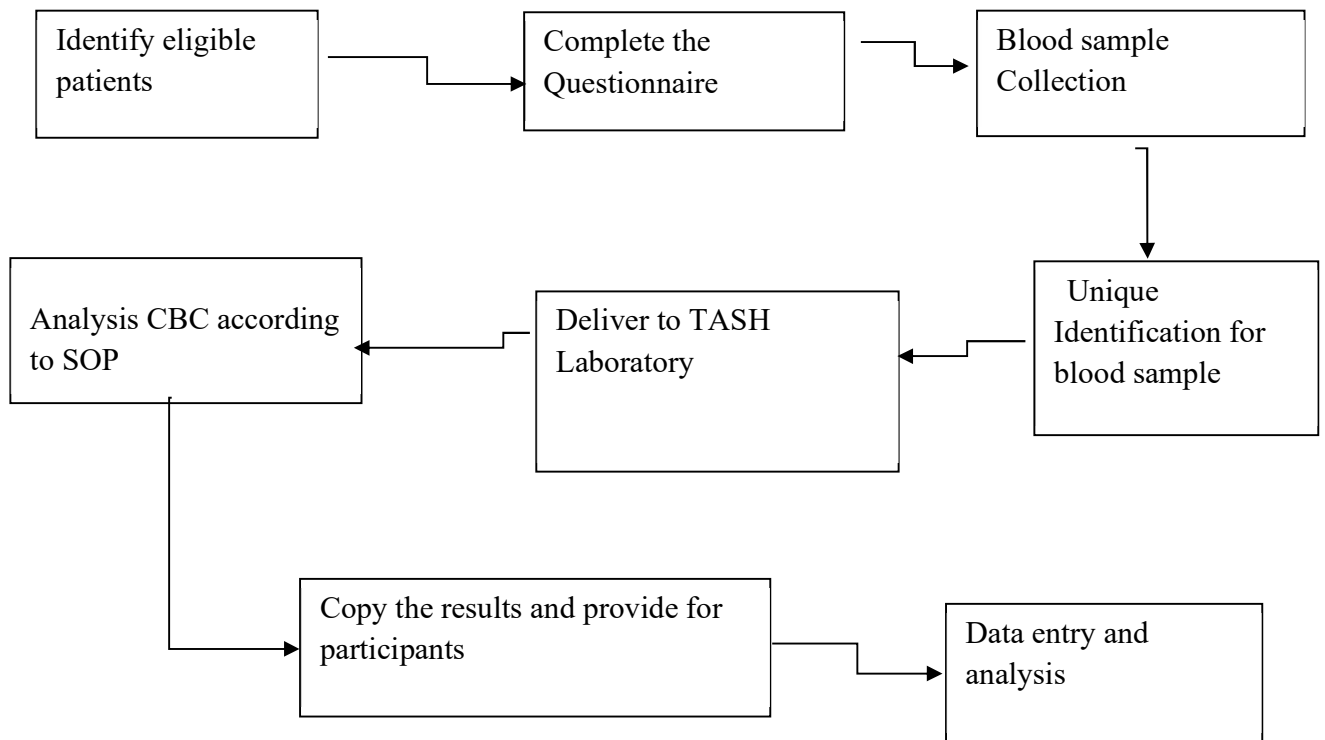 Identify eligible
patients
Complete the
Questionnaire
Blood sample
Collection
Unique
Identification for
blood sample
Deliver to TASH
Laboratory
Analysis CBC according
to SOP
Copy the results and provide for
participants
Data entry and
analysis